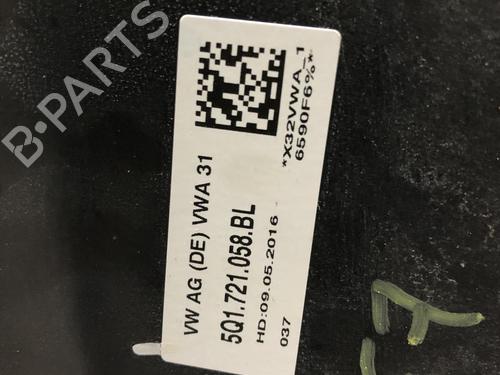 *X32VWA_1
6590F6%*
VW AG (DE) VWA 31
5Q1.721.058.BL
HD:09.05.2016
037
B-PARTS